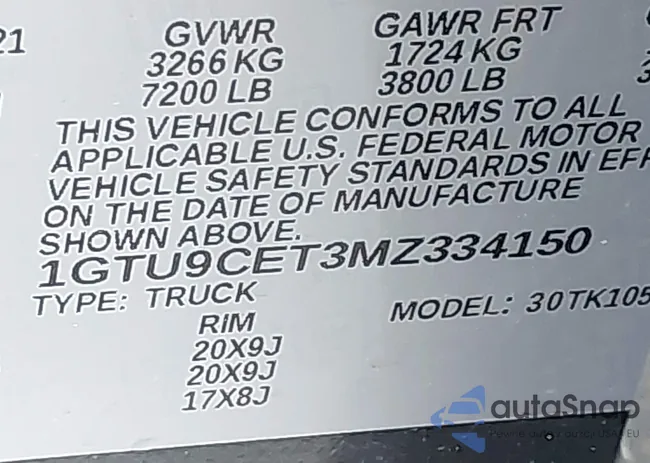 21 GVWR GAWR FRT
3266 KG 1724 KG
7200 LB 3800 LB
THIS VEHICLE CONFORMS TO ALL
APPLICABLE U.S. FEDERAL MOTOR
VEHICLE SAFETY STANDARDS IN EFF
ON THE DATE OF MANUFACTURE
SHOWN ABOVE.
1GTU9CET3MZ334150
TYPE: TRUCK MODEL: 30TK105
RIM
20X9J
20X9J
17X8J
autoSnap